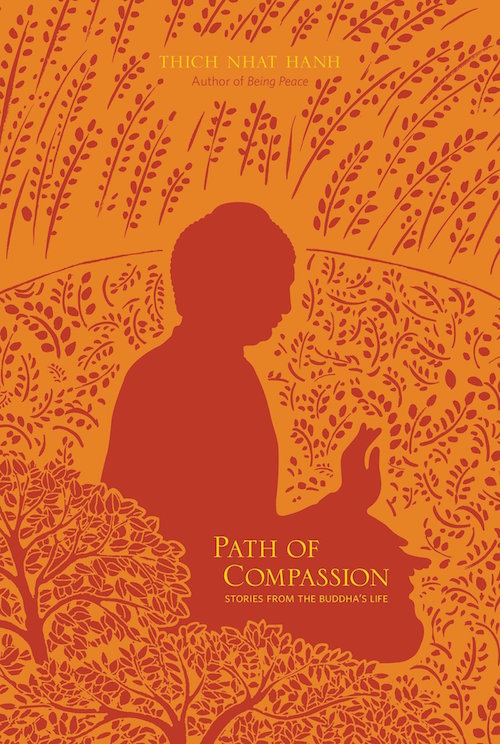 THICH NHAT HANH
Author of Being Peace
PATH OF
COMPASSION
STORIES FROM THE BUDDHA'S LIFE